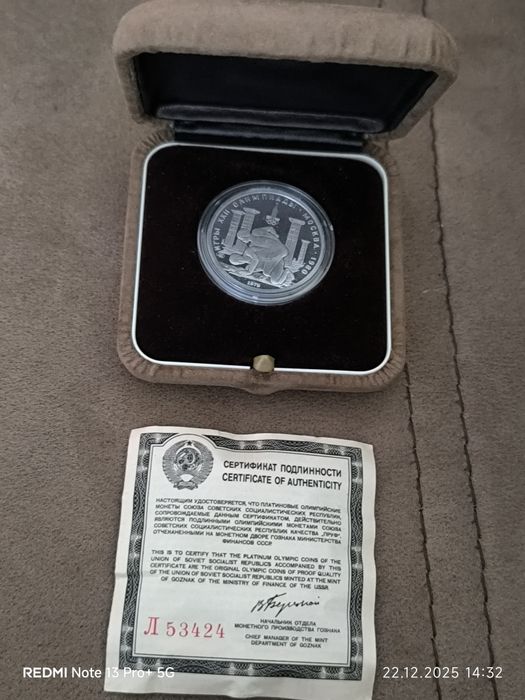 ИГРЫ XXII ОЛИМПИАДЫ • МОСКВА • 1980
1979
СЕРТИФИКАТ ПОДЛИННОСТИ
CERTIFICATE OF AUTHENTICITY
НАСТОЯЩИМ УДОСТОВЕРЯЕТСЯ, ЧТО ПЛАТИНОВЫЕ ОЛИМПИЙСКИЕ
МОНЕТЫ СОЮЗА СОВЕТСКИХ СОЦИАЛИСТИЧЕСКИХ РЕСПУБЛИК,
СОПРОВОЖДАЕМЫЕ ДАННЫМ СЕРТИФИКАТОМ, ДЕЙСТВИТЕЛЬНО
ЯВЛЯЮТСЯ ПОДЛИННЫМИ ОЛИМПИЙСКИМИ МОНЕТАМИ СОЮЗА
СОВЕТСКИХ СОЦИАЛИСТИЧЕСКИХ РЕСПУБЛИК КАЧЕСТВА „ПРУФ”,
ОТЧЕКАНЕННЫМИ НА МОНЕТНОМ ДВОРЕ ГОЗНАКА МИНИСТЕРСТВА
ФИНАНСОВ СССР.
THIS IS TO CERTIFY THAT THE PLATINUM OLYMPIC COINS OF THE
UNION OF SOVIET SOCIALIST REPUBLICS ACCOMPANIED BY THIS
CERTIFICATE ARE THE ORIGINAL OLYMPIC COINS OF PROOF QUALITY
OF THE UNION OF SOVIET SOCIALIST REPUBLICS MINTED AT THE MINT
OF GOZNAK OF THE MINISTRY OF FINANCE OF THE USSR.
НАЧАЛЬНИК ОТДЕЛА
МОНЕТНОГО ПРОИЗВОДСТВА ГОЗНАКА
CHIEF MANAGER OF THE MINT
DEPARTMENT OF GOZNAK
Л 53424
REDMI Note 13 Pro+ 5G
22.12.2025 14:32